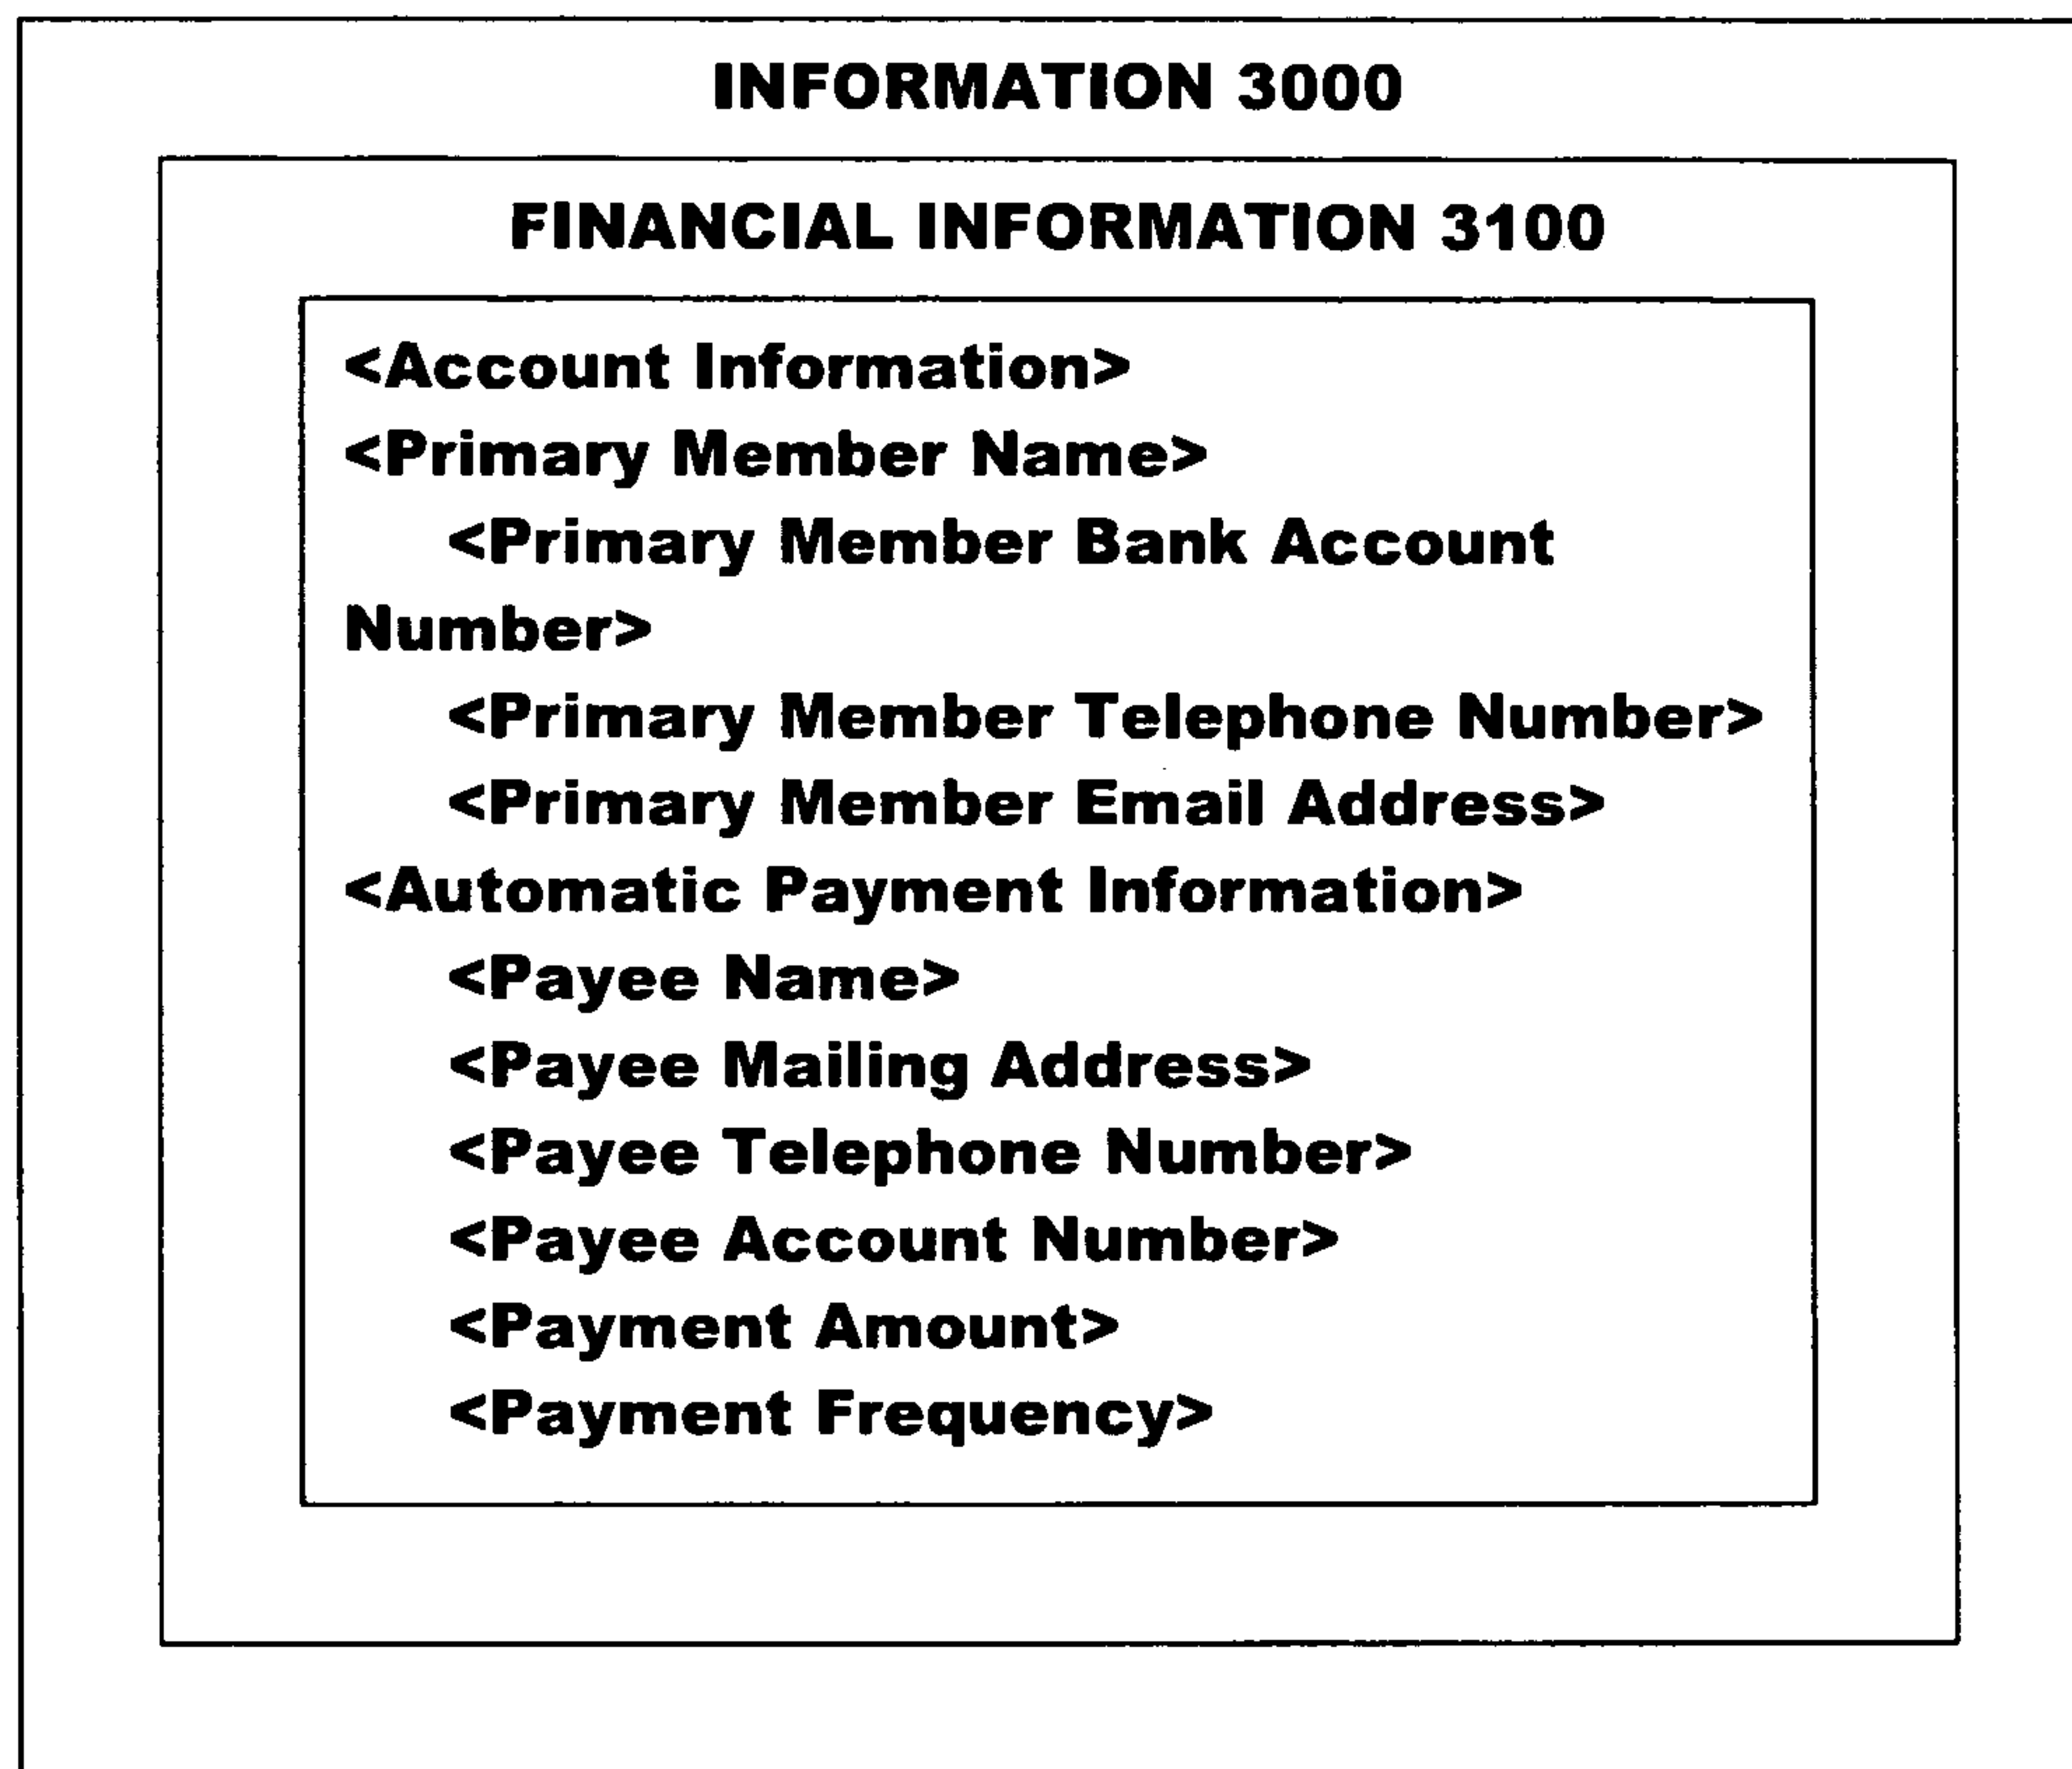 INFORMATION 3000
FINANCIAL INFORMATION 3100
<Account Information>
<Primary Member Name>
<Primary Member Bank Account
Number>
<Primary Member Telephone Number>
<Primary Member Email Address>
<Automatic Payment Information>
<Payee Name>
<Payee Mailing Address>
<Payee Telephone Number>
<Payee Account Number>
<Payment Amount>
<Payment Frequency>